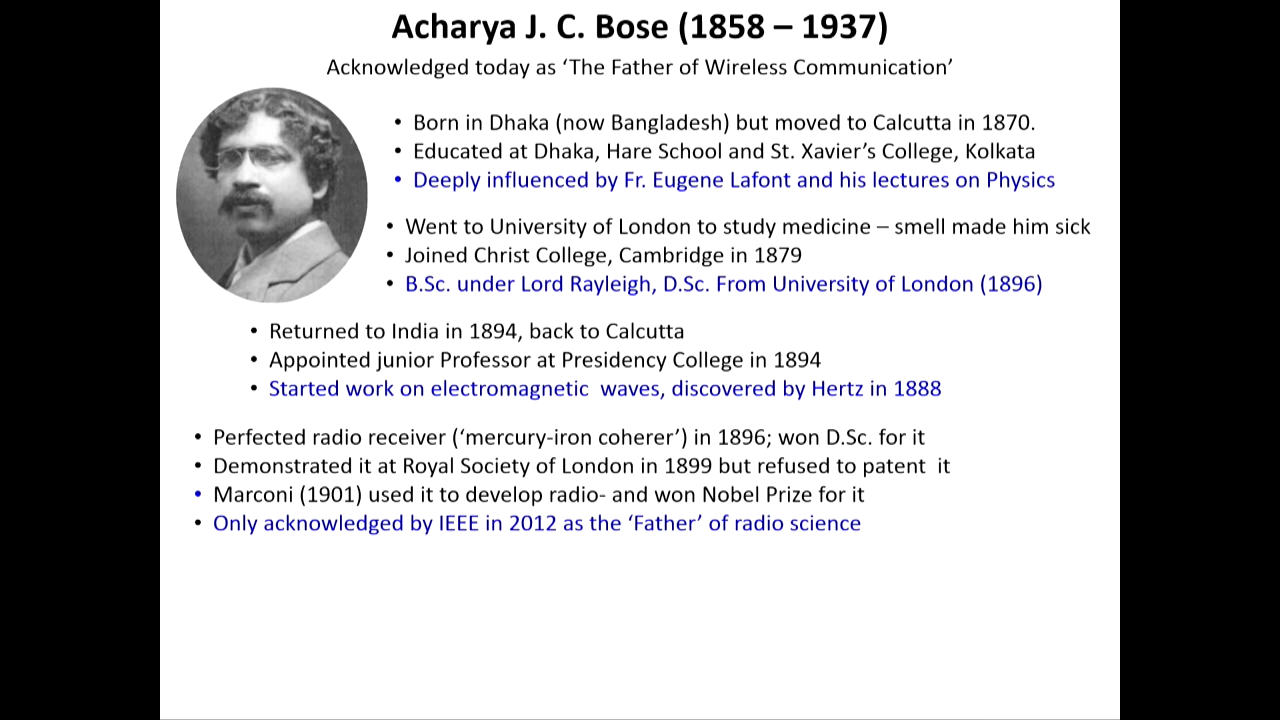 Acharya J. C. Bose (1858 – 1937)
Acknowledged today as ‘The Father of Wireless Communication’
• Born in Dhaka (now Bangladesh) but moved to Calcutta in 1870.
• Educated at Dhaka, Hare School and St. Xavier’s College, Kolkata
• Deeply influenced by Fr. Eugene Lafont and his lectures on Physics
• Went to University of London to study medicine – smell made him sick
• Joined Christ College, Cambridge in 1879
• B.Sc. under Lord Rayleigh, D.Sc. From University of London (1896)
• Returned to India in 1894, back to Calcutta
• Appointed junior Professor at Presidency College in 1894
• Started work on electromagnetic  waves, discovered by Hertz in 1888
• Perfected radio receiver (‘mercury-iron coherer’) in 1896; won D.Sc. for it
• Demonstrated it at Royal Society of London in 1899 but refused to patent  it
• Marconi (1901) used it to develop radio- and won Nobel Prize for it
• Only acknowledged by IEEE in 2012 as the ‘Father’ of radio science